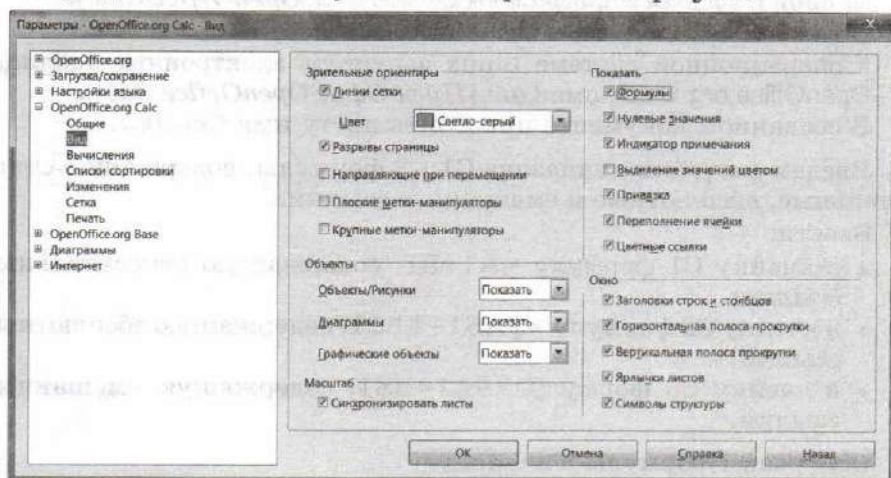 Параметры - OpenOffice.org Calc - Вид
OpenOffice.org
Загрузка/сохранение
Настройки языка
OpenOffice.org Calc
Общие
Вид
Вычисления
Списки сортировки
Изменения
Сетка
Печать
OpenOffice.org Base
Диаграммы
Интернет
Зрительные ориентиры
Линии сетки
Цвет Светло-серый
Разрывы страницы
Направляющие при перемещении
Плоские метки-манипуляторы
Крупные метки-манипуляторы
Объекты
Объекты/Рисунки Показать
Диаграммы Показать
Графические объекты Показать
Масштаб
Синхронизировать листы
Показать
Формулы
Нулевые значения
Индикатор примечания
Выделение значений цветом
Привязка
Переполнение ячейки
Цветные ссылки
Окно
Заголовки строк и столбцов
Горизонтальная полоса прокрутки
Вертикальная полоса прокрутки
Ярлычки листов
Символы структуры
ОК Отмена Справка Назад